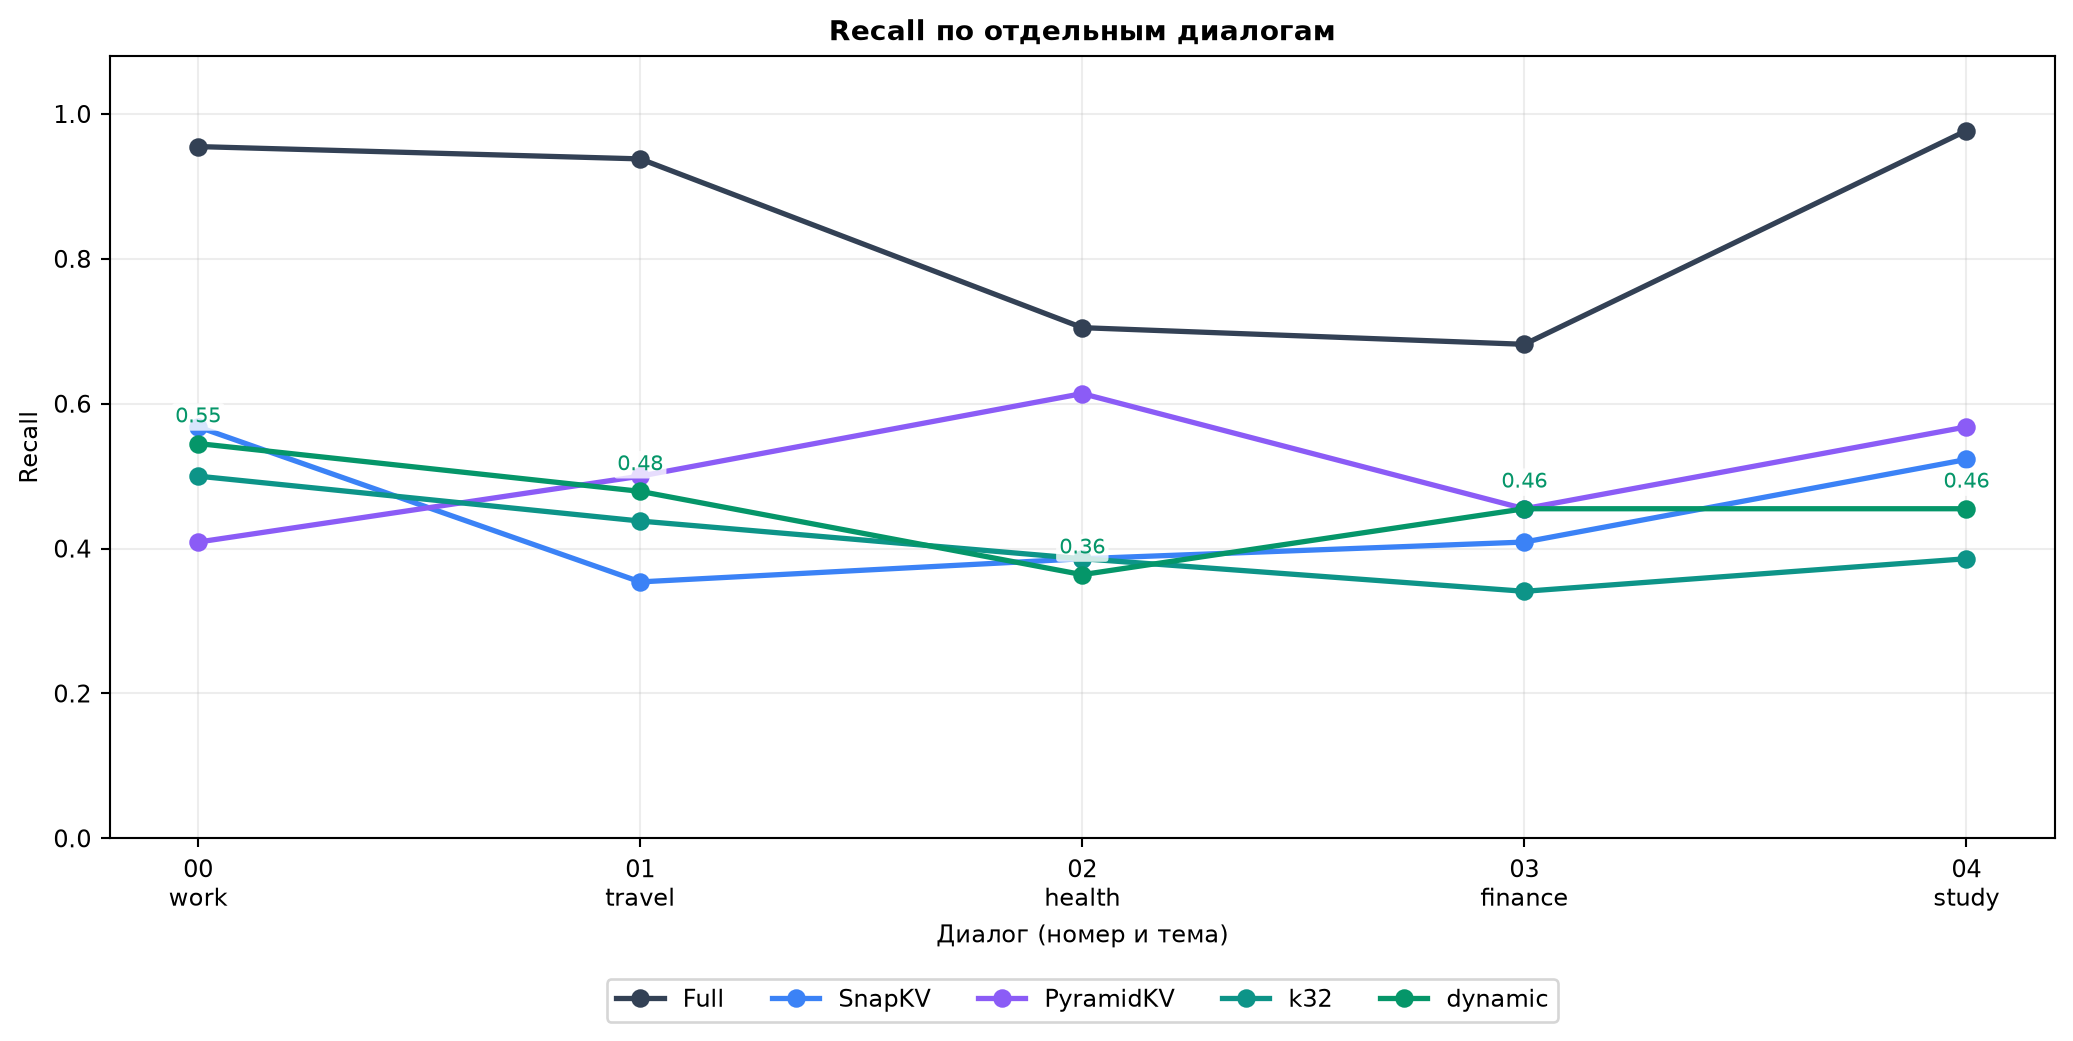 Recall по отдельным диалогам
Recall
1.0
0.8
0.6
0.4
0.2
0.0
0.55
0.48
0.36
0.46
0.46
00
work
01
travel
02
health
03
finance
04
study
Диалог (номер и тема)
Full
SnapKV
PyramidKV
k32
dynamic